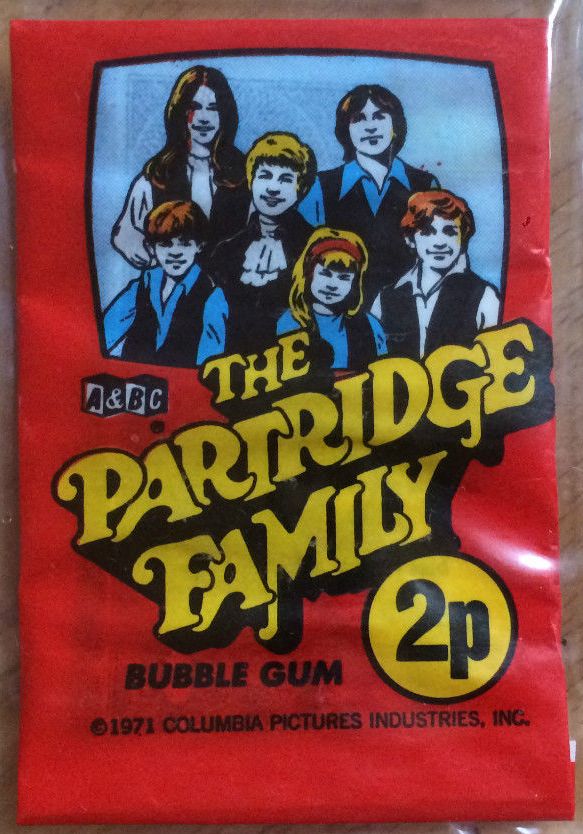 THE
PARTRIDGE
FAMILY
A&BC
2p
BUBBLE GUM
©1971 COLUMBIA PICTURES INDUSTRIES, INC.